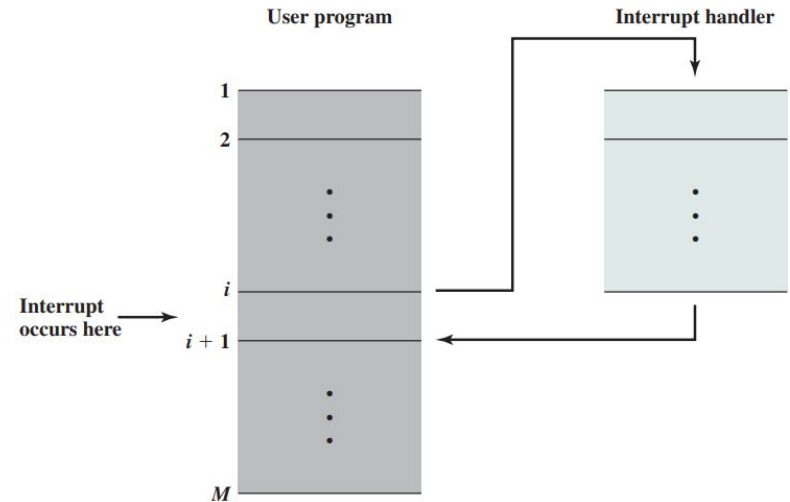 User program
Interrupt handler
1
2
i
Interrupt
occurs here
i + 1
M